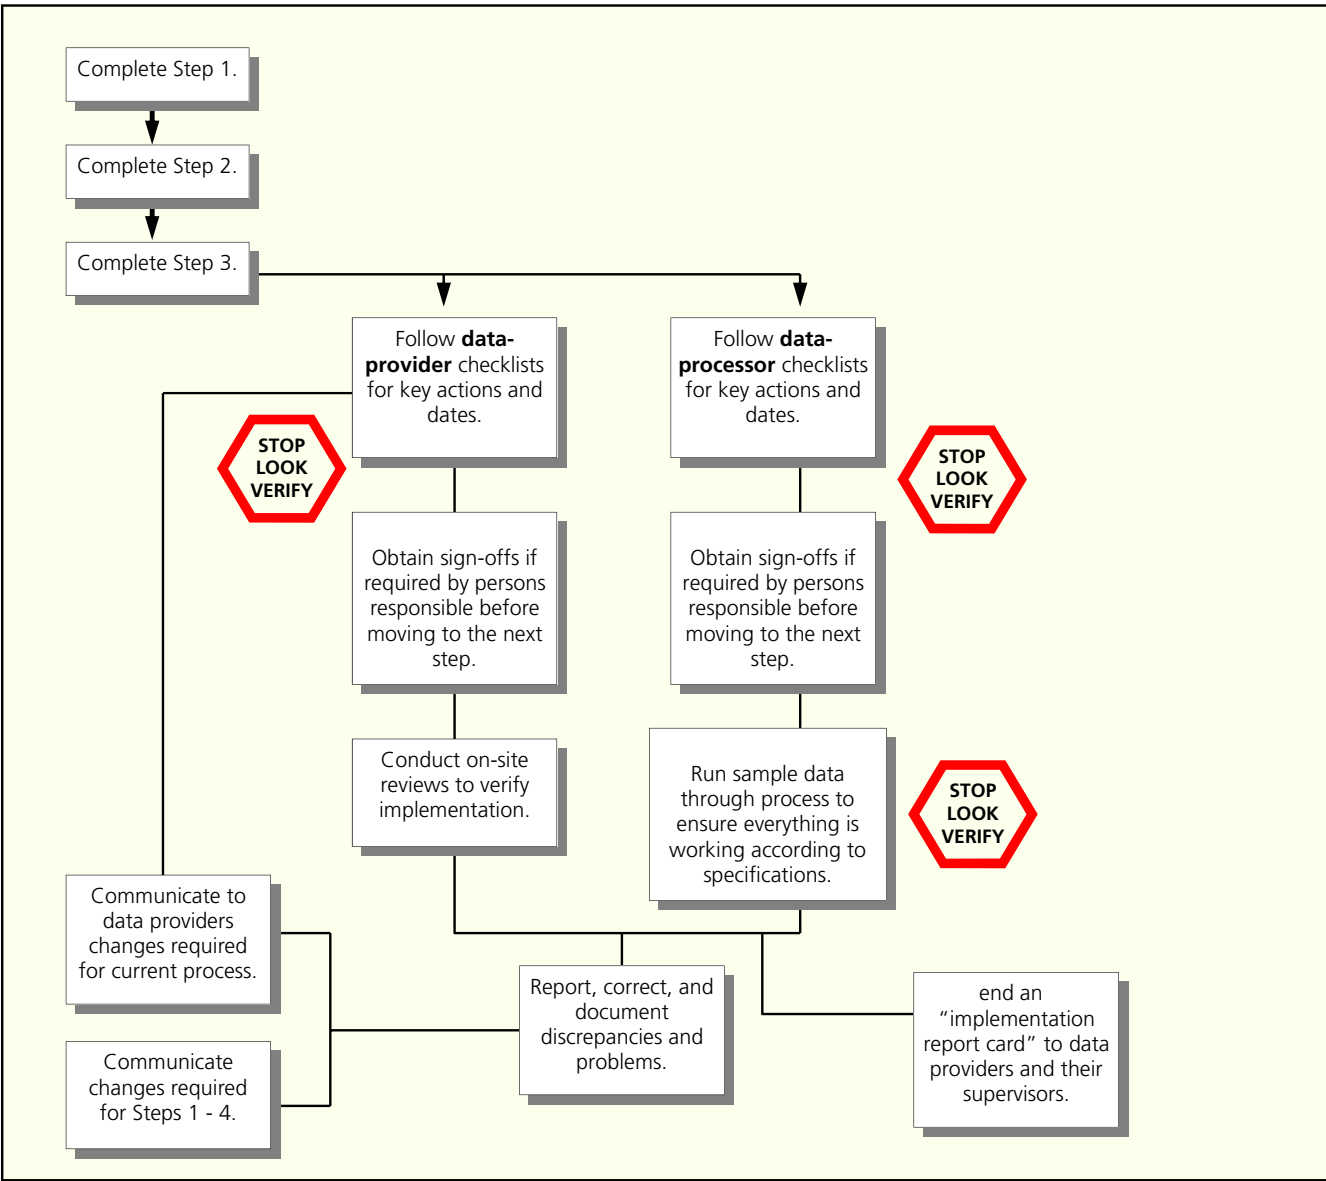 Complete Step 1.
Complete Step 2.
Complete Step 3.
Follow data-
provider checklists
for key actions and
dates.
Follow data-
processor checklists
for key actions and
dates.
STOP
LOOK
VERIFY
STOP
LOOK
VERIFY
Obtain sign-offs if
required by persons
responsible before
moving to the next
step.
Obtain sign-offs if
required by persons
responsible before
moving to the next
step.
Conduct on-site
reviews to verify
implementation.
Run sample data
through process to
ensure everything is
working according to
specifications.
STOP
LOOK
VERIFY
Communicate to
data providers
changes required
for current process.
Report, correct, and
document
discrepancies and
problems.
end an
“implementation
report card” to data
providers and their
supervisors.
Communicate
changes required
for Steps 1 - 4.